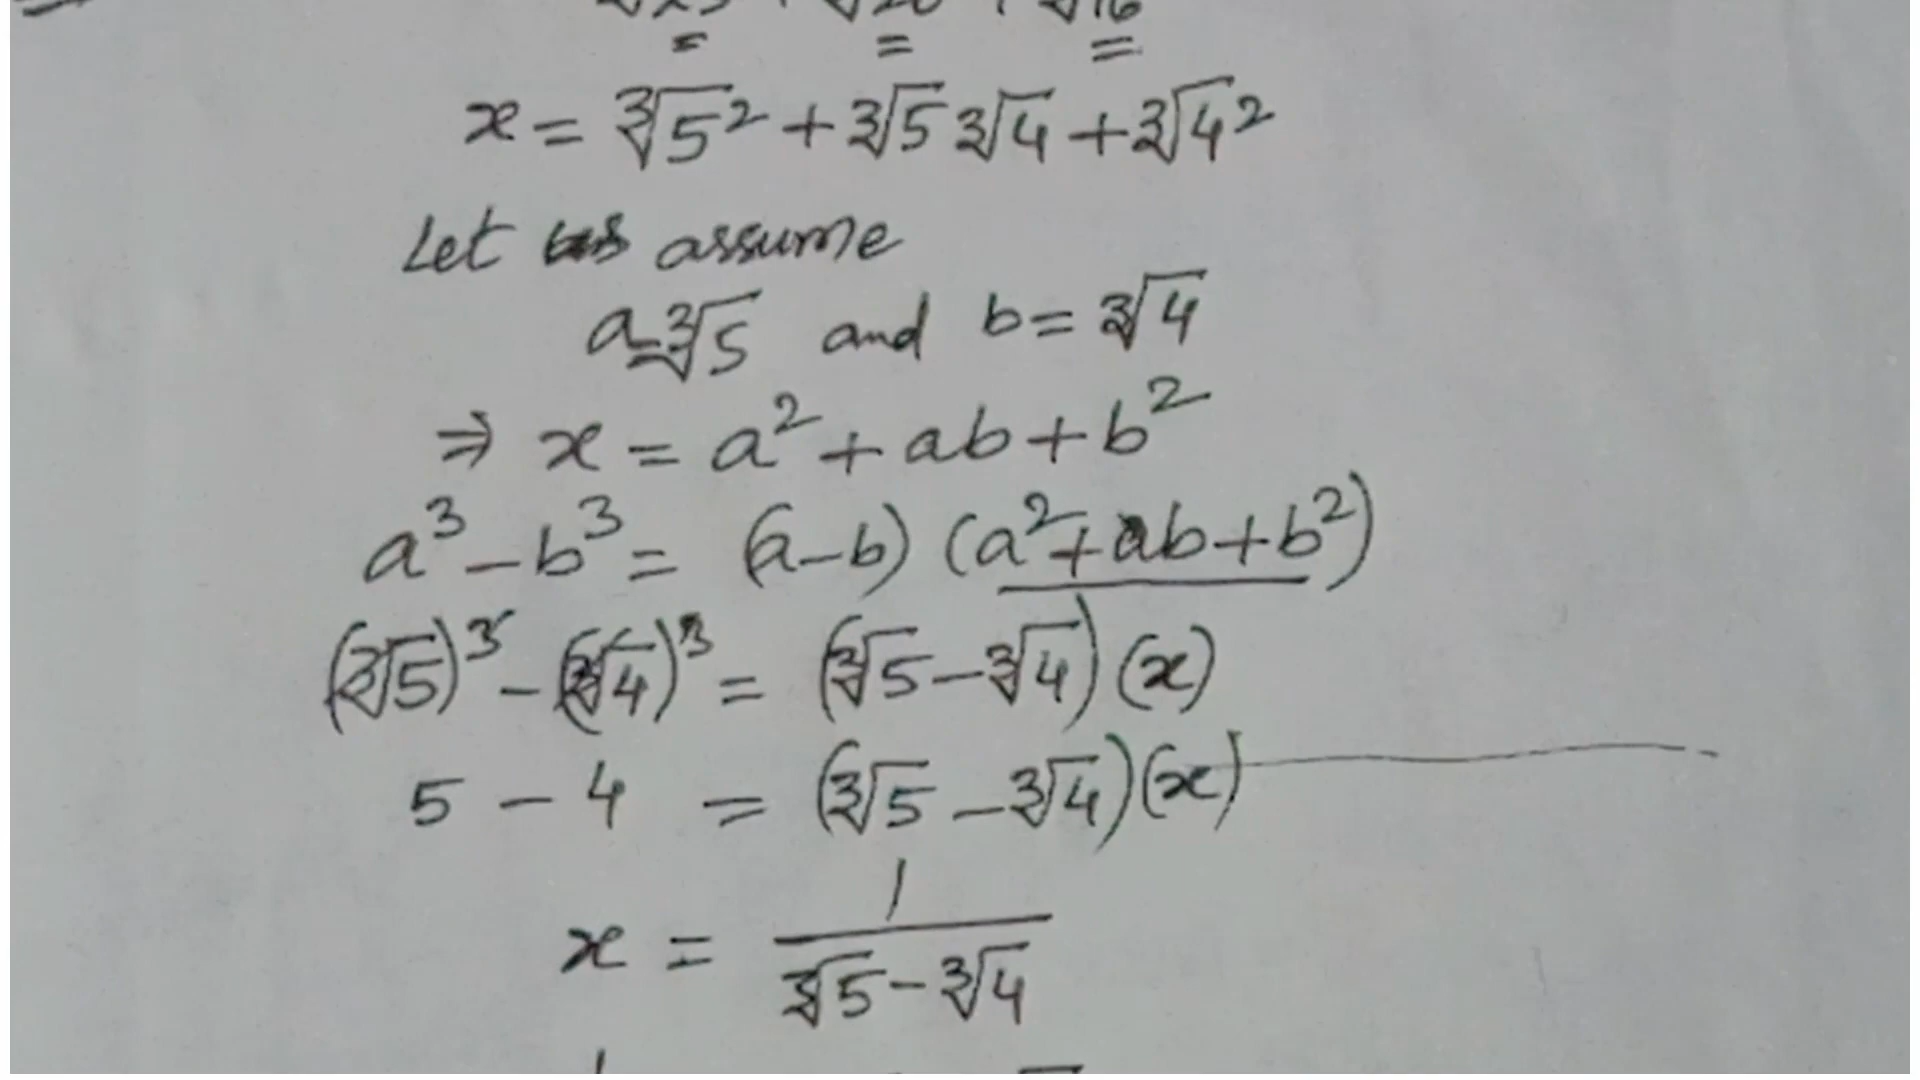 x = ∛5² + ∛5 ∛4 + ∛4²
Let us assume
a = ∛5 and b = ∛4
⇒ x = a² + ab + b²
a³ - b³ = (a-b) (a² + ab + b²)
(∛5)³ - (∛4)³ = (∛5 - ∛4) (x)
5 - 4 = (∛5 - ∛4) (x)
x = 1/(∛5 - ∛4)